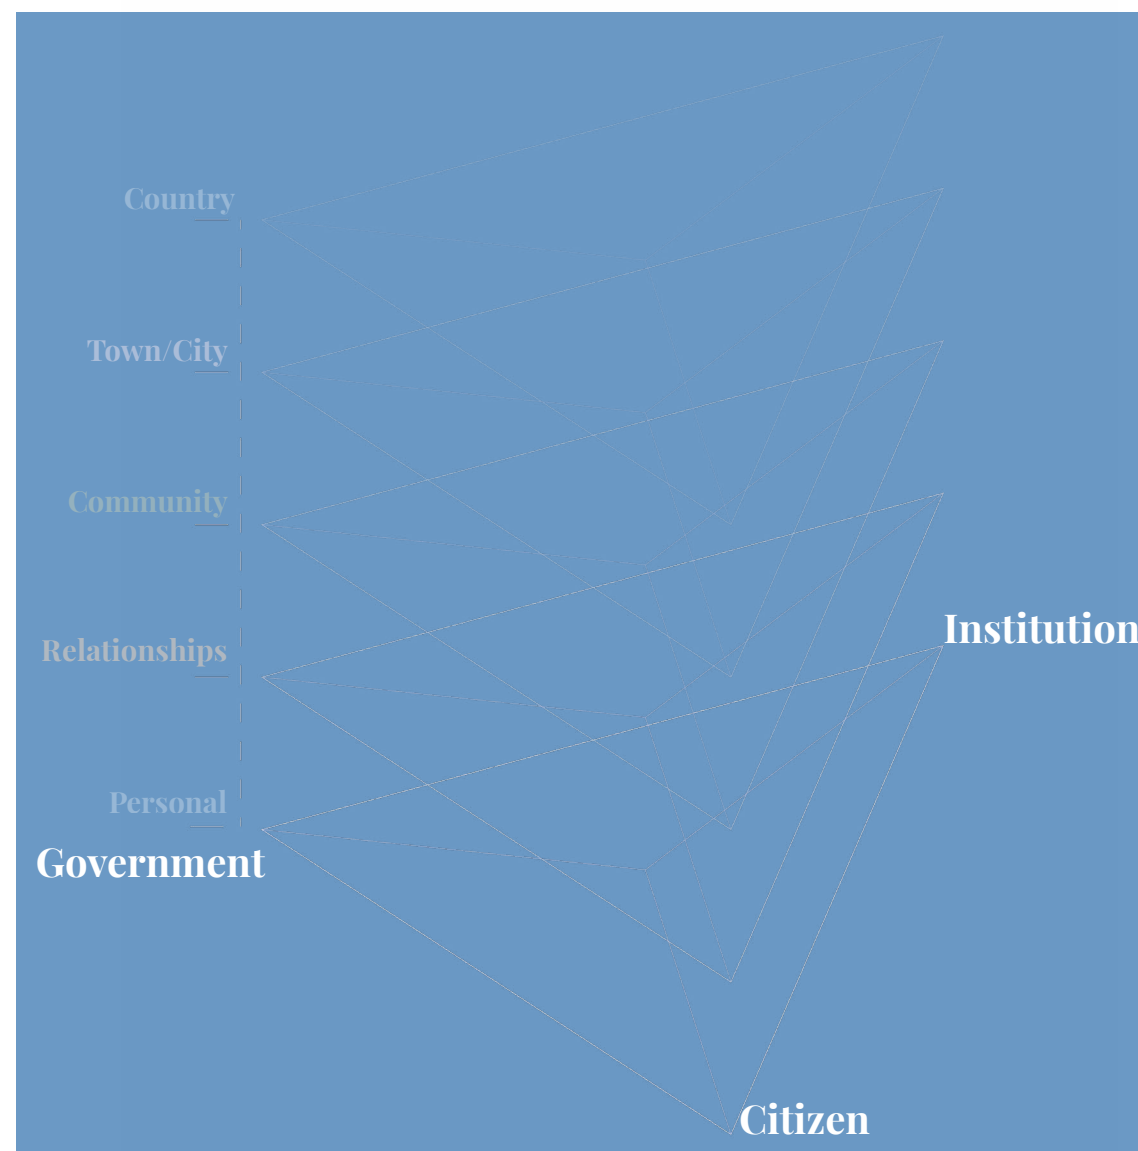 Country
Town/City
Community
Relationships
Institution
Personal
Government
Citizen